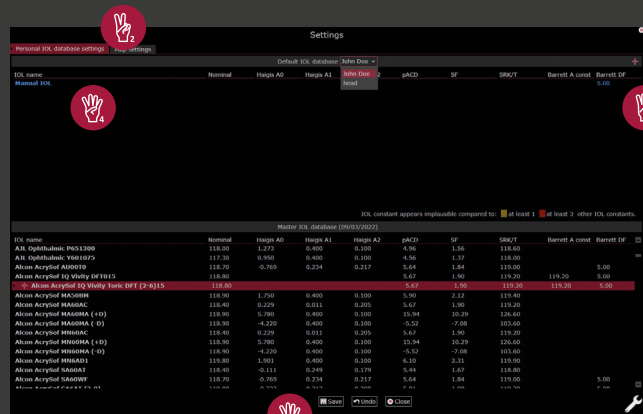 2
Settings
Personal IOL database settings Map Settings
Default IOL database John Doe
IOL name Nominal Haigis A0 Haigis A1 pACD SF SRK/T Barrett A const Barrett DF
John Doe
head
Manual IOL 5.00
4
IOL constant appears implausible compared to: at least 1 at least 3 other IOL constants.
Master IOL database (09/03/2022)
IOL name Nominal Haigis A0 Haigis A1 Haigis A2 pACD SF SRK/T Barrett A const Barrett DF
AJL Ophthalmic P651300 118.00 1.273 0.400 0.100 4.96 1.56 118.60
AJL Ophthalmic Y601075 117.30 0.950 0.400 0.100 4.56 1.37 118.00
Alcon AcrySof AU00T0 118.70 -0.769 0.234 0.217 5.64 1.84 119.00 5.00
Alcon AcrySof IQ Vivity DFT015 118.80 5.67 1.90 119.20 119.20 5.00
Alcon AcrySof IQ Vivity Toric DFT (2-6)15 118.80 5.67 1.90 119.20 119.20 5.00
Alcon AcrySof MA50BM 118.90 1.750 0.400 0.100 5.90 2.12 119.40
Alcon AcrySof MA60AC 118.40 0.229 0.011 0.205 5.67 1.90 119.20
Alcon AcrySof MA60MA (+D) 118.90 5.780 0.400 0.100 15.94 10.29 126.60
Alcon AcrySof MA60MA (-D) 118.90 -4.220 0.400 0.100 -5.52 -7.08 103.60
Alcon AcrySof MN60AC 118.40 0.229 0.011 0.205 5.67 1.90 119.20
Alcon AcrySof MN60MA (+D) 118.90 5.780 0.400 0.100 15.94 10.29 126.60
Alcon AcrySof MN60MA (-D) 118.90 -4.220 0.400 0.100 -5.52 -7.08 103.60
Alcon AcrySof MN6AD1 119.80 1.901 0.400 0.100 6.10 2.31 119.90
Alcon AcrySof SA60AT 118.40 -0.111 0.249 0.179 5.44 1.67 118.80
Alcon AcrySof SA60WF 118.70 -0.769 0.234 0.217 5.64 1.84 119.00 5.00
Save Undo Close